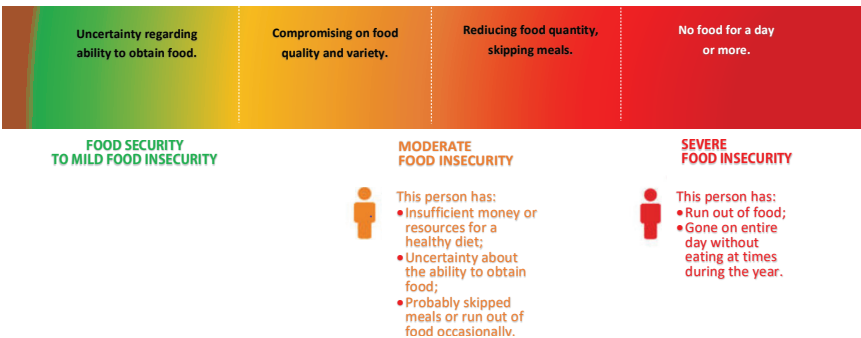 Uncertainty regarding
ability to obtain food.
Compromising on food
quality and variety.
Rediucing food quantity,
skipping meals.
No food for a day
or more.
FOOD SECURITY
TO MILD FOOD INSECURITY
MODERATE
FOOD INSECURITY
This person has:
• Insufficient money or
resources for a
healthy diet;
• Uncertainty about
the ability to obtain
food;
• Probably skipped
meals or run out of
food occasionally.
SEVERE
FOOD INSECURITY
This person has:
• Run out of food;
• Gone on entire
day without
eating at times
during the year.